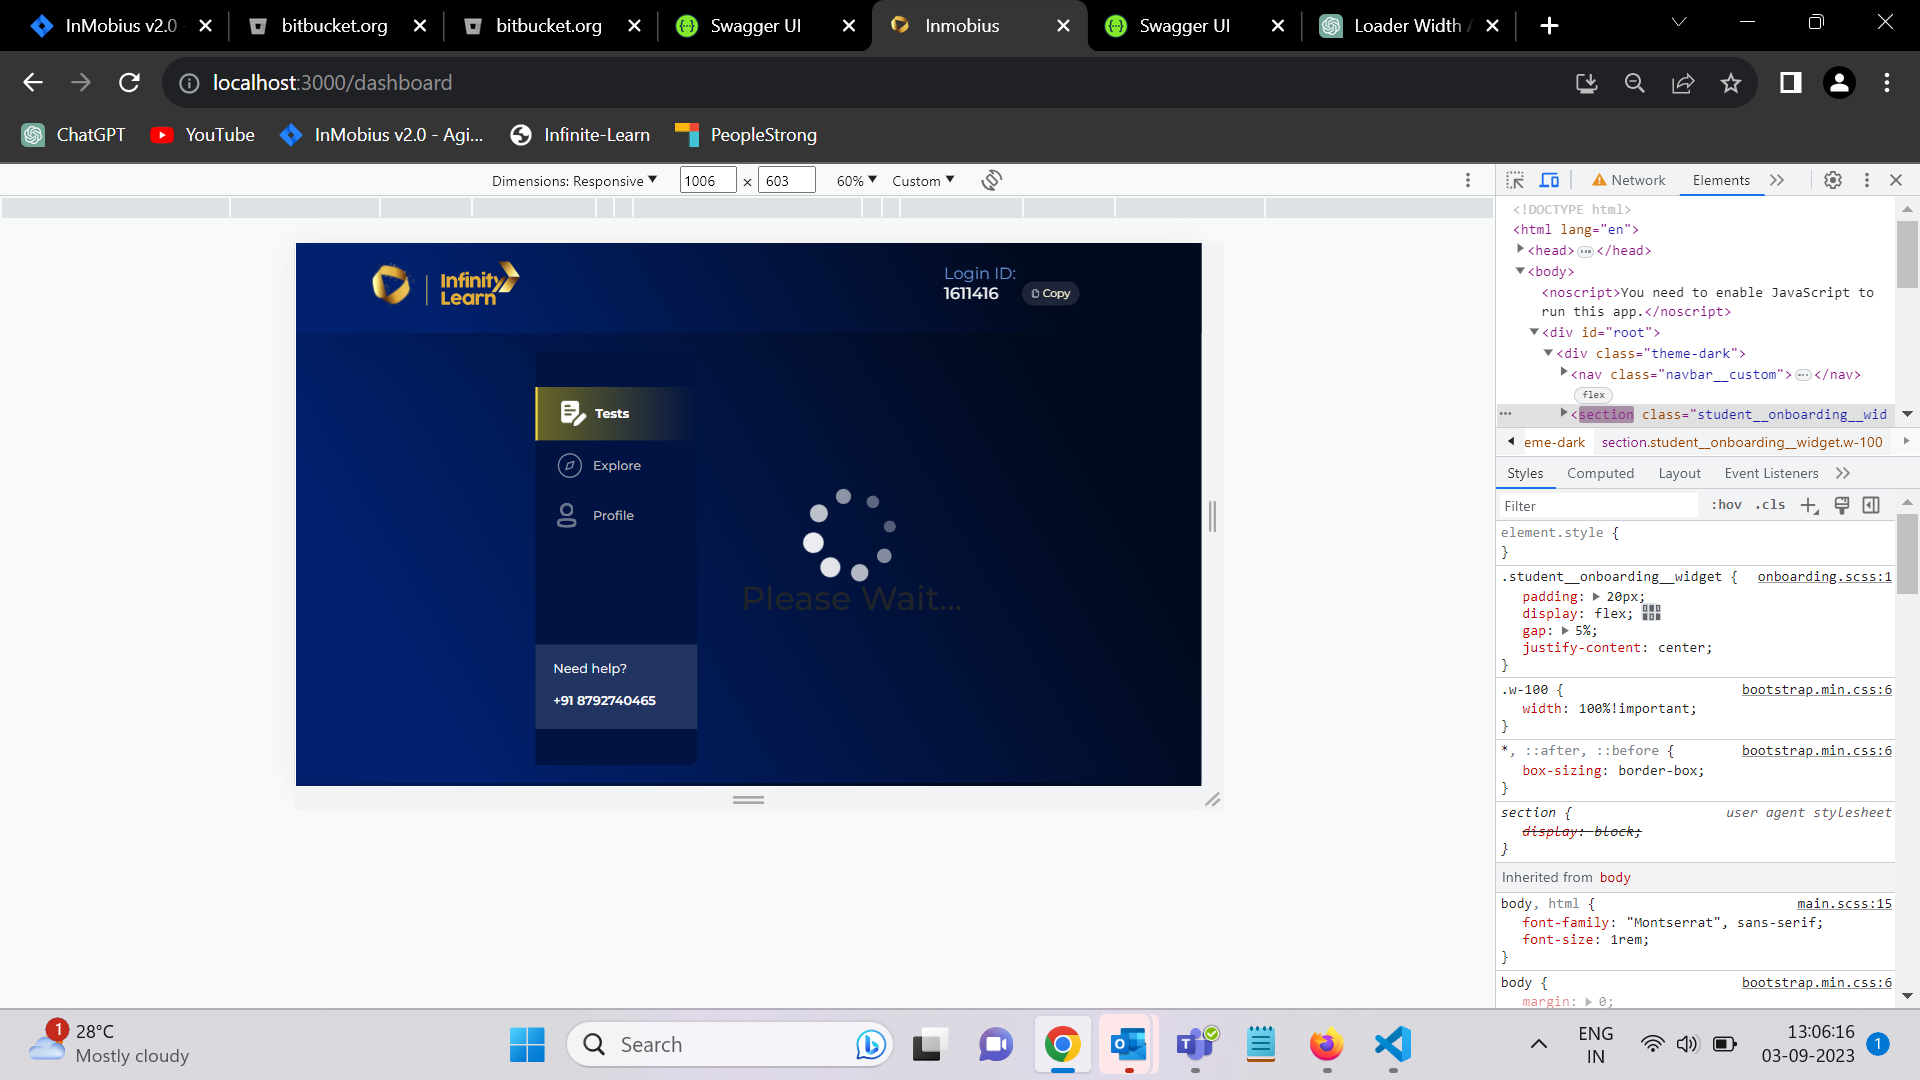 InMobius v2.0
bitbucket.org
bitbucket.org
Swagger UI
Inmobius
Swagger UI
Loader Width
localhost:3000/dashboard
ChatGPT
YouTube
InMobius v2.0 - Agi...
Infinite-Learn
PeopleStrong
Dimensions: Responsive
1006
×
603
60%
Custom
Network
Elements
<!DOCTYPE html>
<html lang="en">
<head>…</head>
<body>
<noscript>You need to enable JavaScript to
run this app.</noscript>
<div id="root">
<div class="theme-dark">
<nav class="navbar__custom">…</nav>
flex
<section class="student__onboarding__wid
eme-dark
section.student__onboarding__widget.w-100
Styles
Computed
Layout
Event Listeners
Filter
:hov
.cls
element.style {
}
.student__onboarding__widget {
onboarding.scss:1
padding: 20px;
display: flex;
gap: 5%;
justify-content: center;
}
.w-100 {
bootstrap.min.css:6
width: 100%!important;
}
*, ::after, ::before {
bootstrap.min.css:6
box-sizing: border-box;
}
section {
user agent stylesheet
display: block;
}
Inherited from body
body, html {
main.scss:15
font-family: "Montserrat", sans-serif;
font-size: 1rem;
}
body {
bootstrap.min.css:6
margin: 0;
Infinity
Learn
Login ID:
1611416
Copy
Tests
Explore
Profile
Please Wait...
Need help?
+91 8792740465
1
28°C
Mostly cloudy
Search
ENG
IN
13:06:16
03-09-2023
1